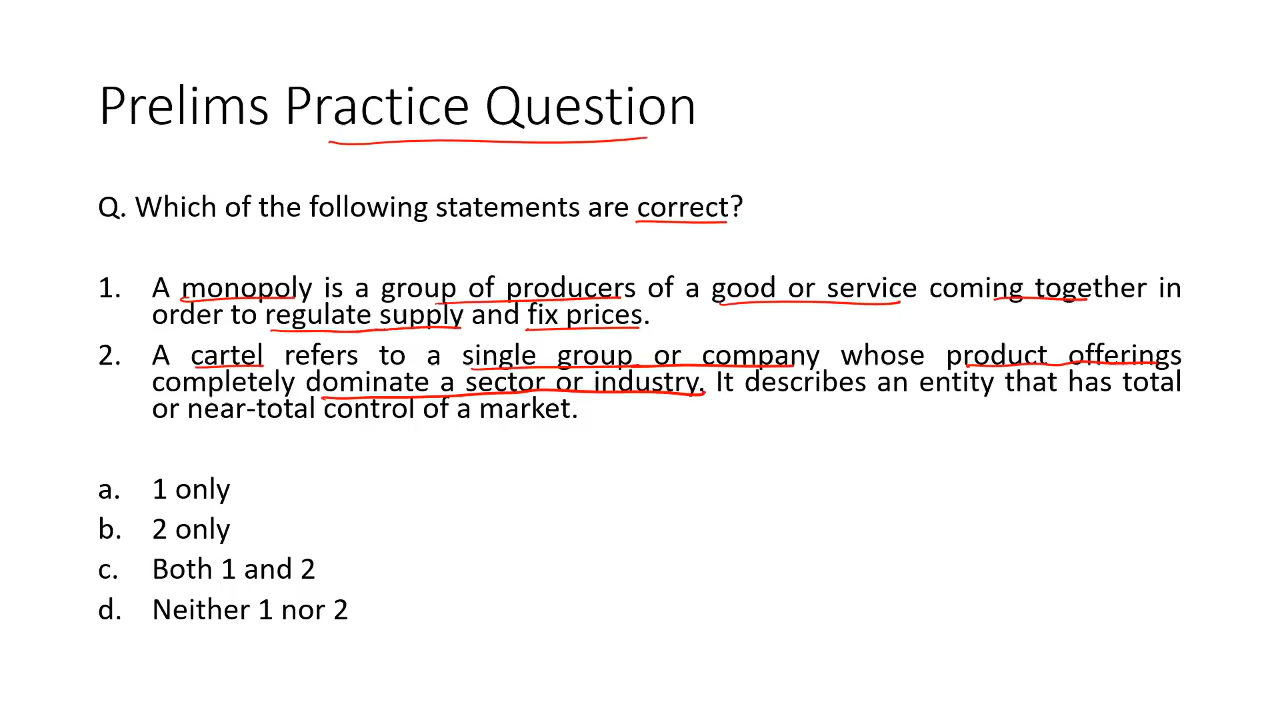 Prelims Practice Question
Q. Which of the following statements are correct?
1. A monopoly is a group of producers of a good or service coming together in
order to regulate supply and fix prices.
2. A cartel refers to a single group or company whose product offerings
completely dominate a sector or industry. It describes an entity that has total
or near-total control of a market.
a. 1 only
b. 2 only
c. Both 1 and 2
d. Neither 1 nor 2